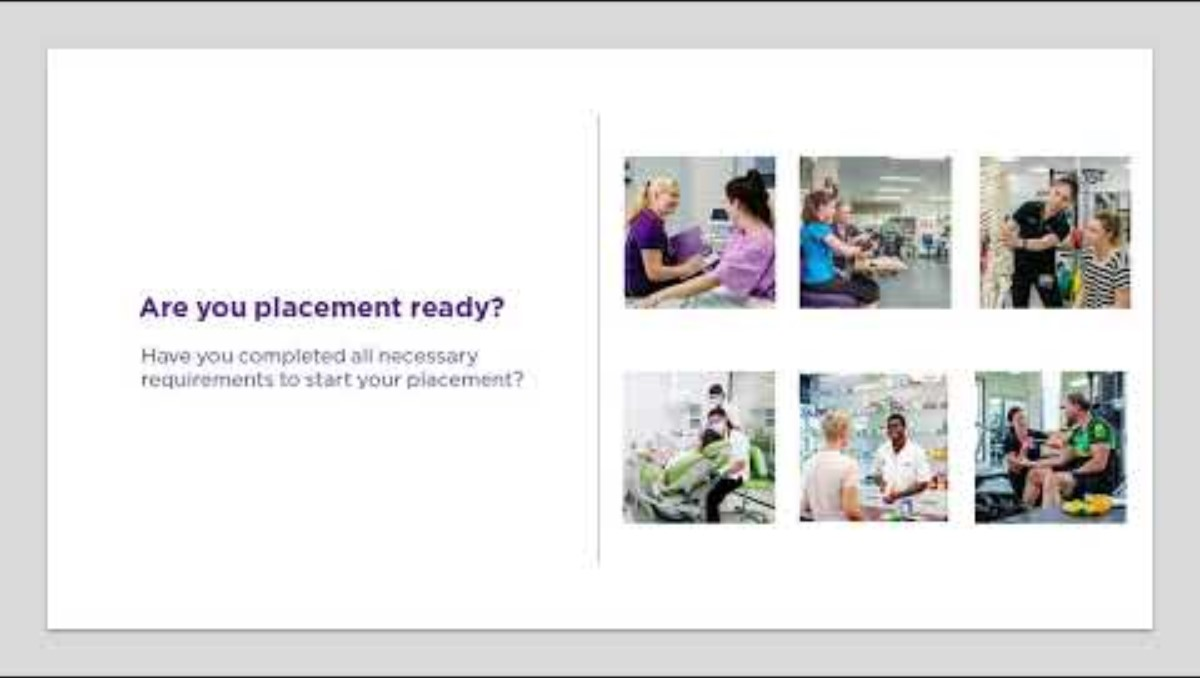 Are you placement ready?
Have you completed all necessary
requirements to start your placement?